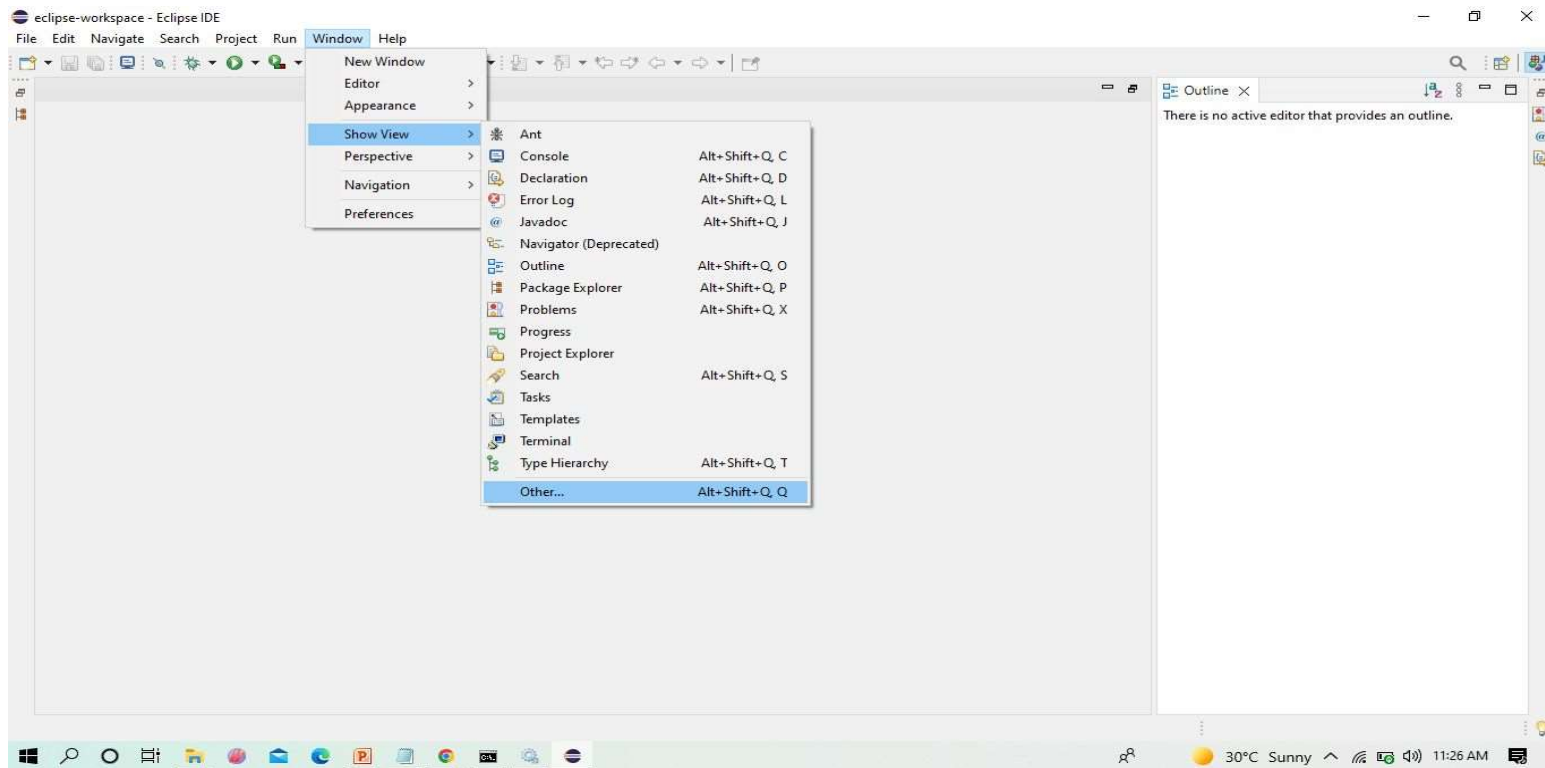 eclipse-workspace - Eclipse IDE
File Edit Navigate Search Project Run Window Help
New Window
Editor
Appearance
Show View
Perspective
Navigation
Preferences
Ant
Console Alt+Shift+Q, C
Declaration Alt+Shift+Q, D
Error Log Alt+Shift+Q, L
Javadoc Alt+Shift+Q, J
Navigator (Deprecated)
Outline Alt+Shift+Q, O
Package Explorer Alt+Shift+Q, P
Problems Alt+Shift+Q, X
Progress
Project Explorer
Search Alt+Shift+Q, S
Tasks
Templates
Terminal
Type Hierarchy Alt+Shift+Q, T
Other... Alt+Shift+Q, Q
Outline
There is no active editor that provides an outline.
30°C Sunny 11:26 AM